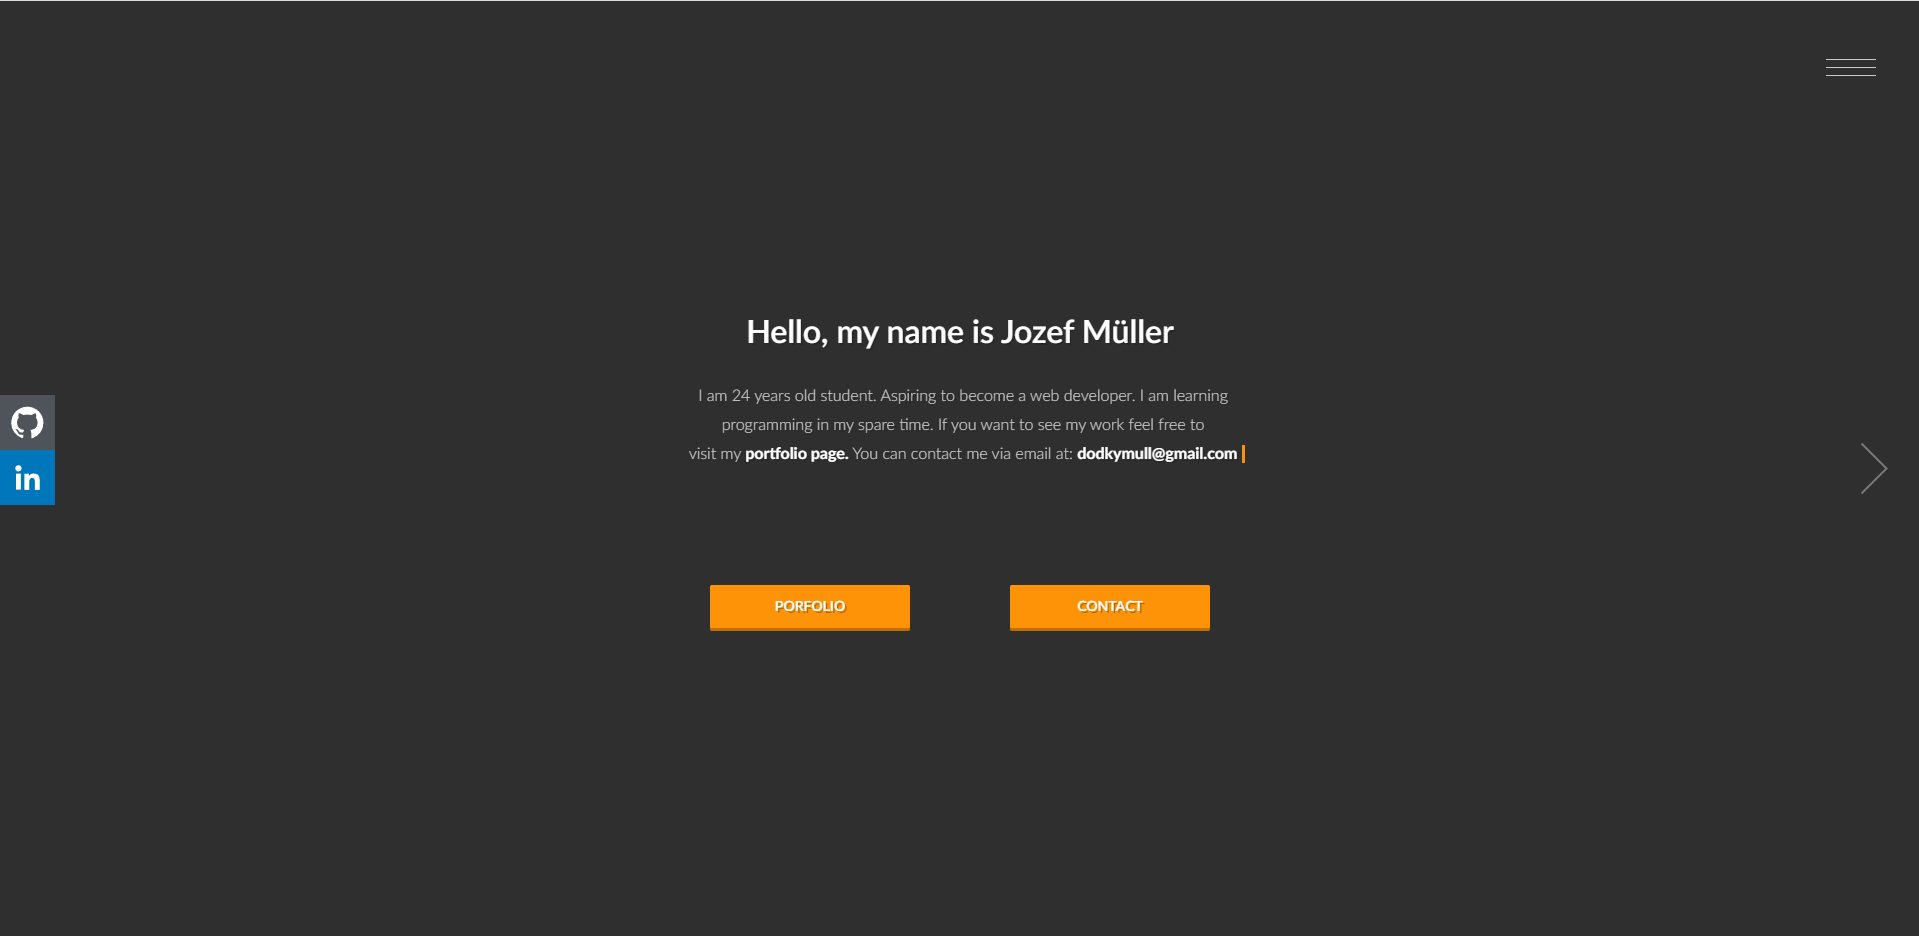 Hello, my name is Jozef Müller
I am 24 years old student. Aspiring to become a web developer. I am learning
programming in my spare time. If you want to see my work feel free to
visit my portfolio page. You can contact me via email at: dodkymull@gmail.com
in
PORFOLIO
CONTACT